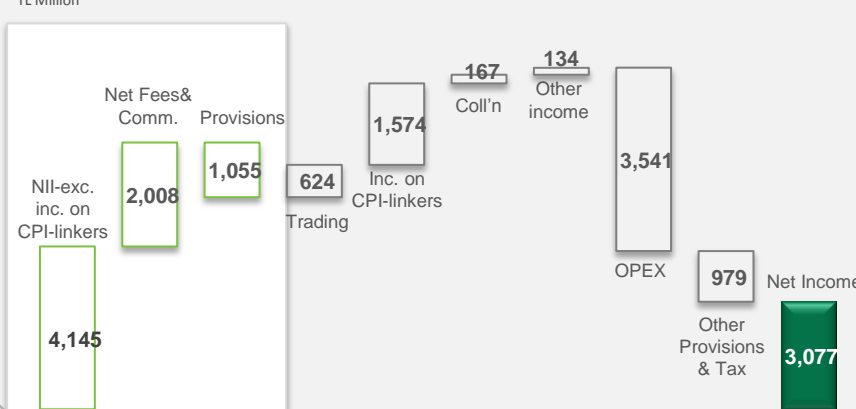 TL Million
NII-exc.
inc. on
CPI-linkers
4,145
Net Fees&
Comm.
2,008
Provisions
1,055
624
Trading
1,574
Inc. on
CPI-linkers
167
Coll’n
134
Other
income
3,541
OPEX
979
Other
Provisions
& Tax
Net Income
3,077